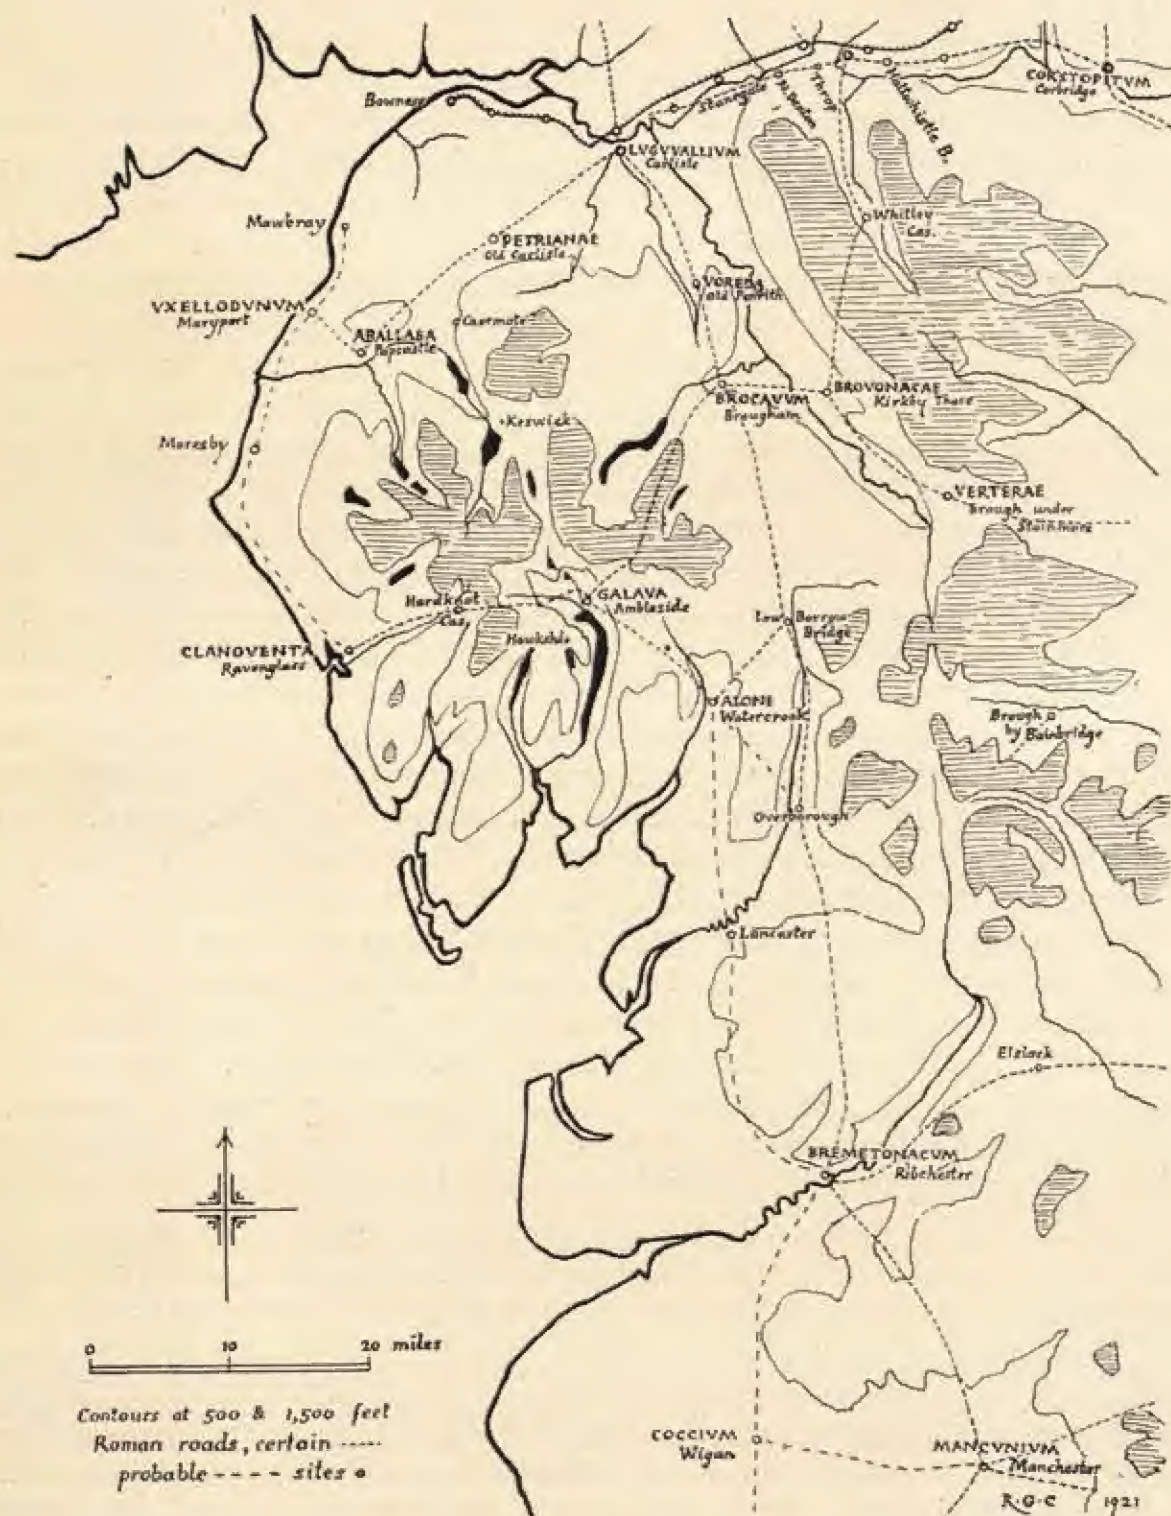 CORSTOPITVM
Corbridge
Bowness
Stanegate
N. Denton
Throp
Haltwhistle B.
LVGVVALLIVM
Carlisle
Whitley
Cas.
Mawbray
PETRIANAE
Old Carlisle
VOREDA
Old Penrith
VXELLODVNVM
Maryport
Caermote
ABALLABA
Papcastle
BROCAVVM
Brougham
BROVONACAE
Kirkby Thore
Keswick
Moresby
VERTERAE
Brough under
Stainmore
Hardknot
Cas.
GALAVA
Ambleside
Low Borrow
Bridge
CLANOVENTA
Ravenglass
Hawkshd.
ALONE
Watercrook
Brough
by Bainbridge
Overborough
Lancaster
Elslack
BREMETONACVM
Ribchester
0 10 20 miles
Contours at 500 & 1,500 feet
Roman roads, certain -----
probable - - - - sites o
COCCIVM
Wigan
MANCVNIVM
Manchester
R.G.C 1921